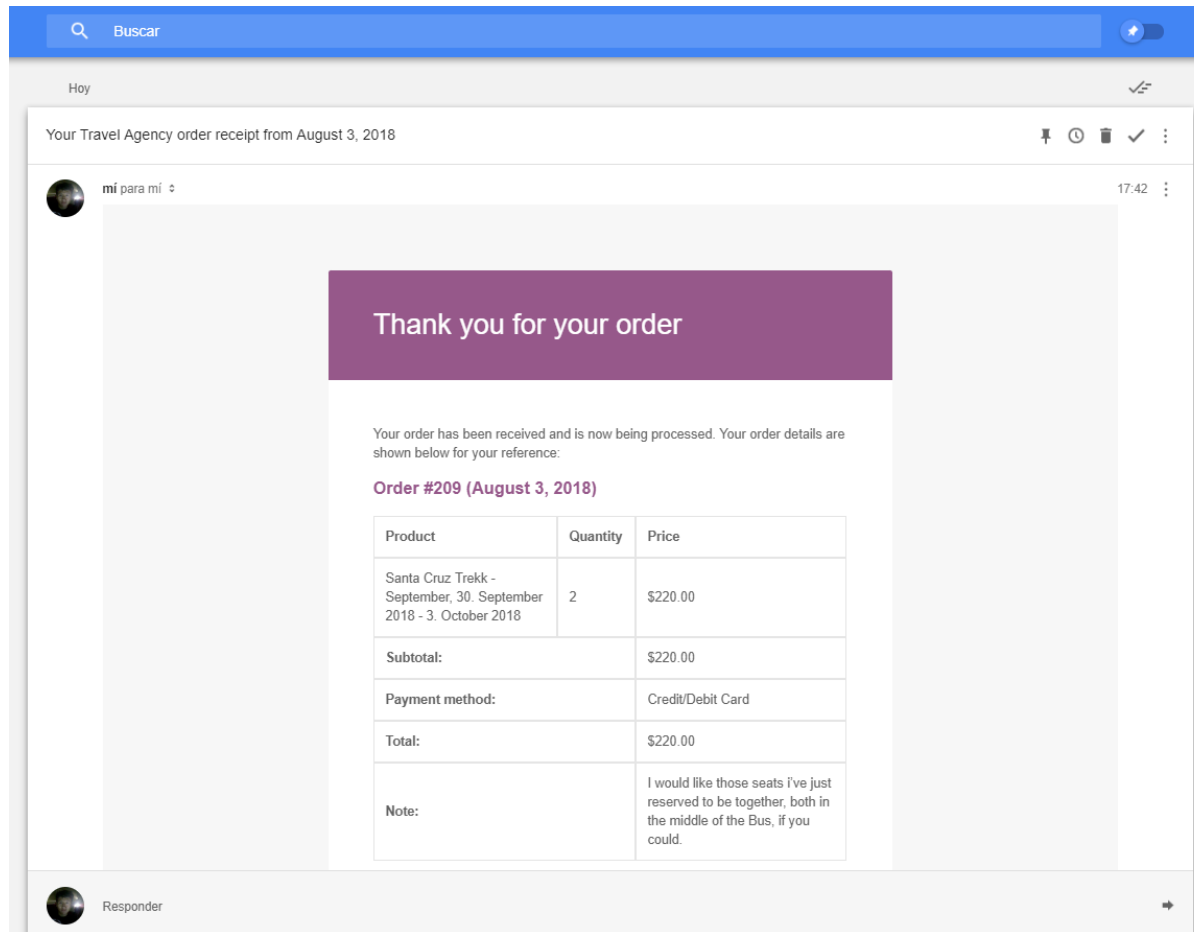 Buscar
Hoy
Your Travel Agency order receipt from August 3, 2018
mí para mí
17:42
Thank you for your order
Your order has been received and is now being processed. Your order details are
shown below for your reference:
Order #209 (August 3, 2018)
Product Quantity Price
Santa Cruz Trekk -
September, 30. September
2018 - 3. October 2018
2
$220.00
Subtotal: $220.00
Payment method: Credit/Debit Card
Total: $220.00
Note:
I would like those seats i've just
reserved to be together, both in
the middle of the Bus, if you
could.
Responder